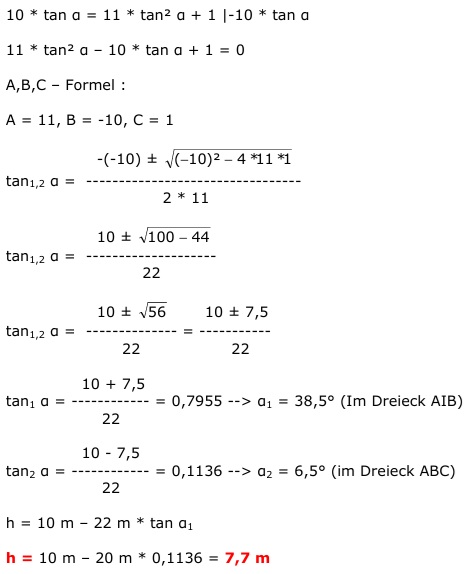 10 * tan α = 11 * tan² α + 1 |-10 * tan α
11 * tan² α – 10 * tan α + 1 = 0
A,B,C – Formel :
A = 11, B = -10, C = 1
-(-10) ± √(–10)² – 4 *11 *1
tan1,2 α = ---------------------------------
2 * 11
10 ± √100 – 44
tan1,2 α = --------------------
22
10 ± √56 10 ± 7,5
tan1,2 α = -------------- = -----------
22 22
10 + 7,5
tan1 α = ------------ = 0,7955 --> α1 = 38,5° (Im Dreieck AIB)
22
10 - 7,5
tan2 α = ------------ = 0,1136 --> α2 = 6,5° (im Dreieck ABC)
22
h = 10 m – 22 m * tan α1
h = 10 m – 20 m * 0,1136 = 7,7 m